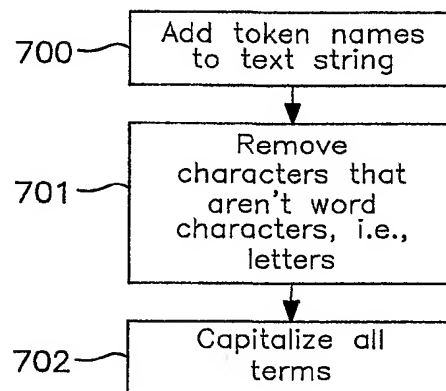 700
Add token names
to text string
701
Remove
characters that
aren't word
characters, i.e.,
letters
702
Capitalize all
terms